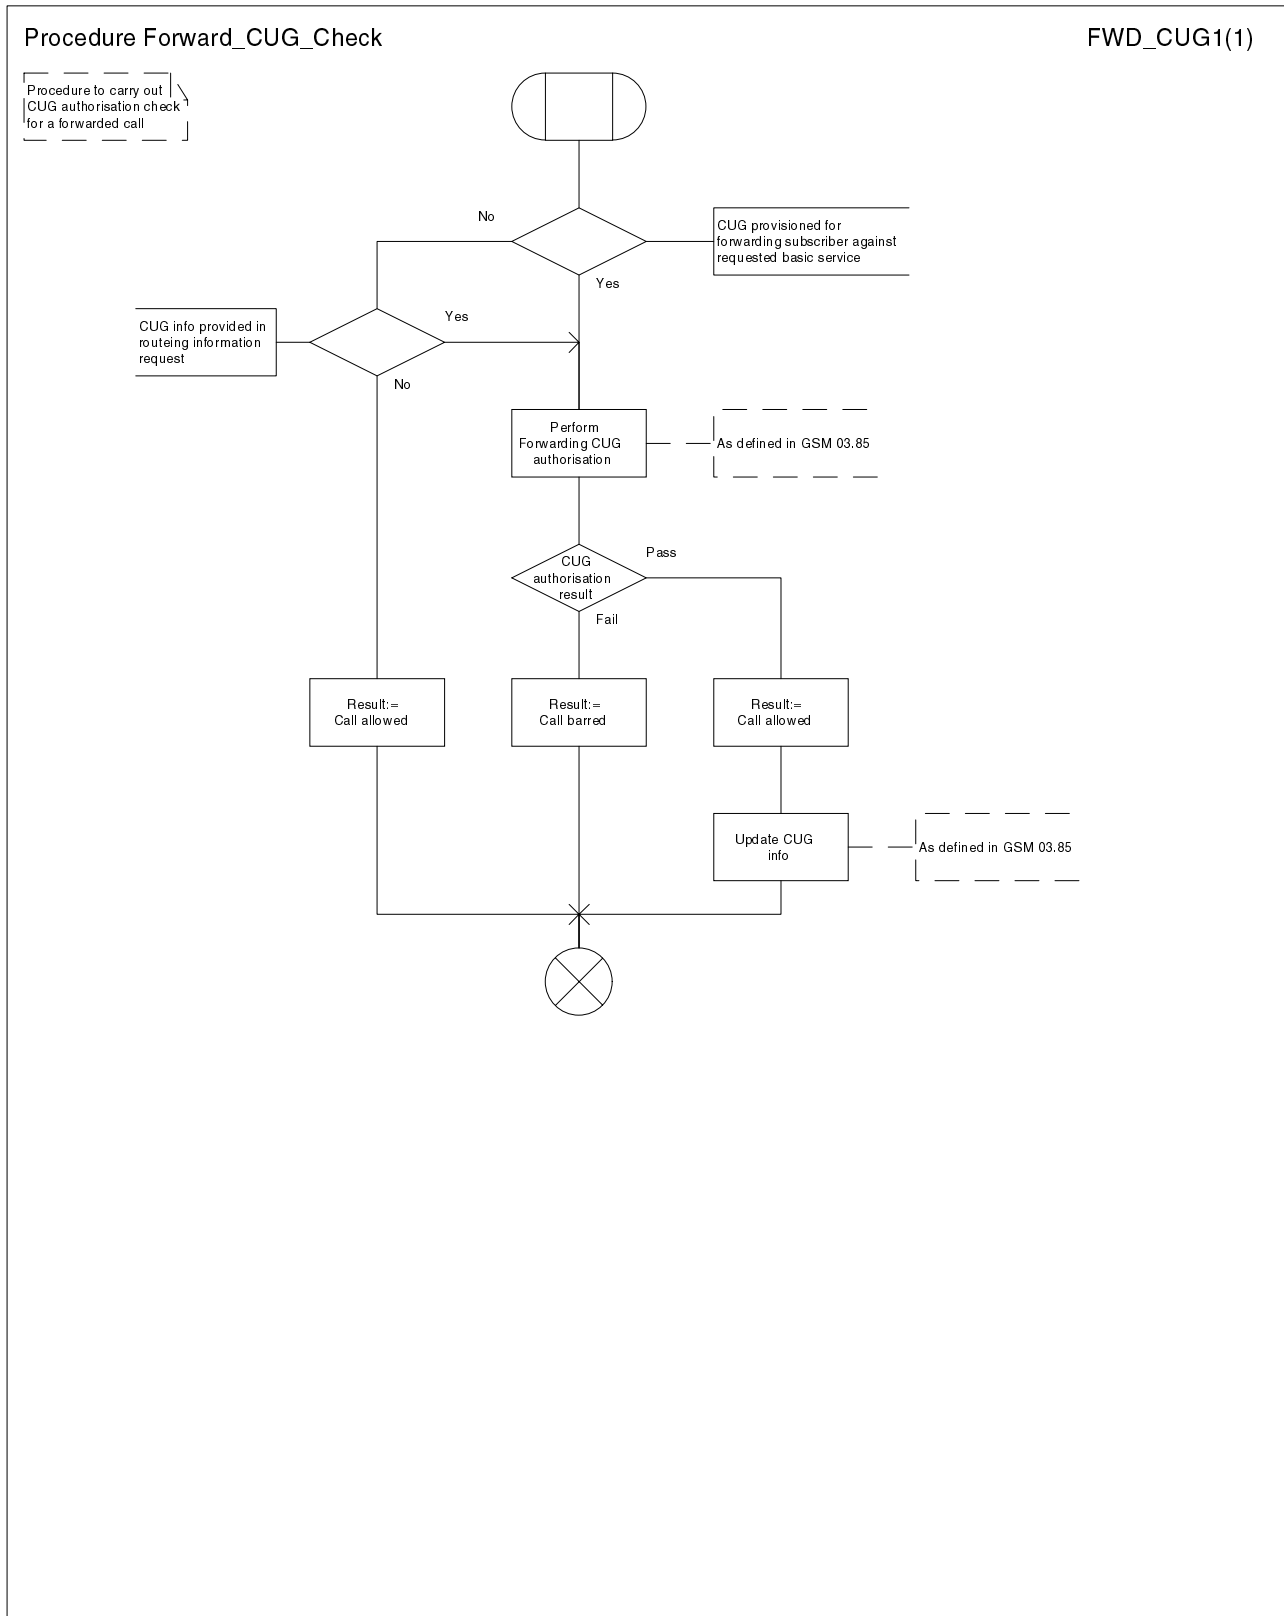 Procedure Forward_CUG_Check
FWD_CUG1(1)
Procedure to carry out
CUG authorisation check
for a forwarded call
No
CUG provisioned for
forwarding subscriber against
requested basic service
Yes
CUG info provided in
routeing information
request
Yes
No
Perform
Forwarding CUG
authorisation
As defined in GSM 03.85
CUG
authorisation
result
Pass
Fail
Result:=
Call allowed
Result:=
Call barred
Result:=
Call allowed
Update CUG
info
As defined in GSM 03.85